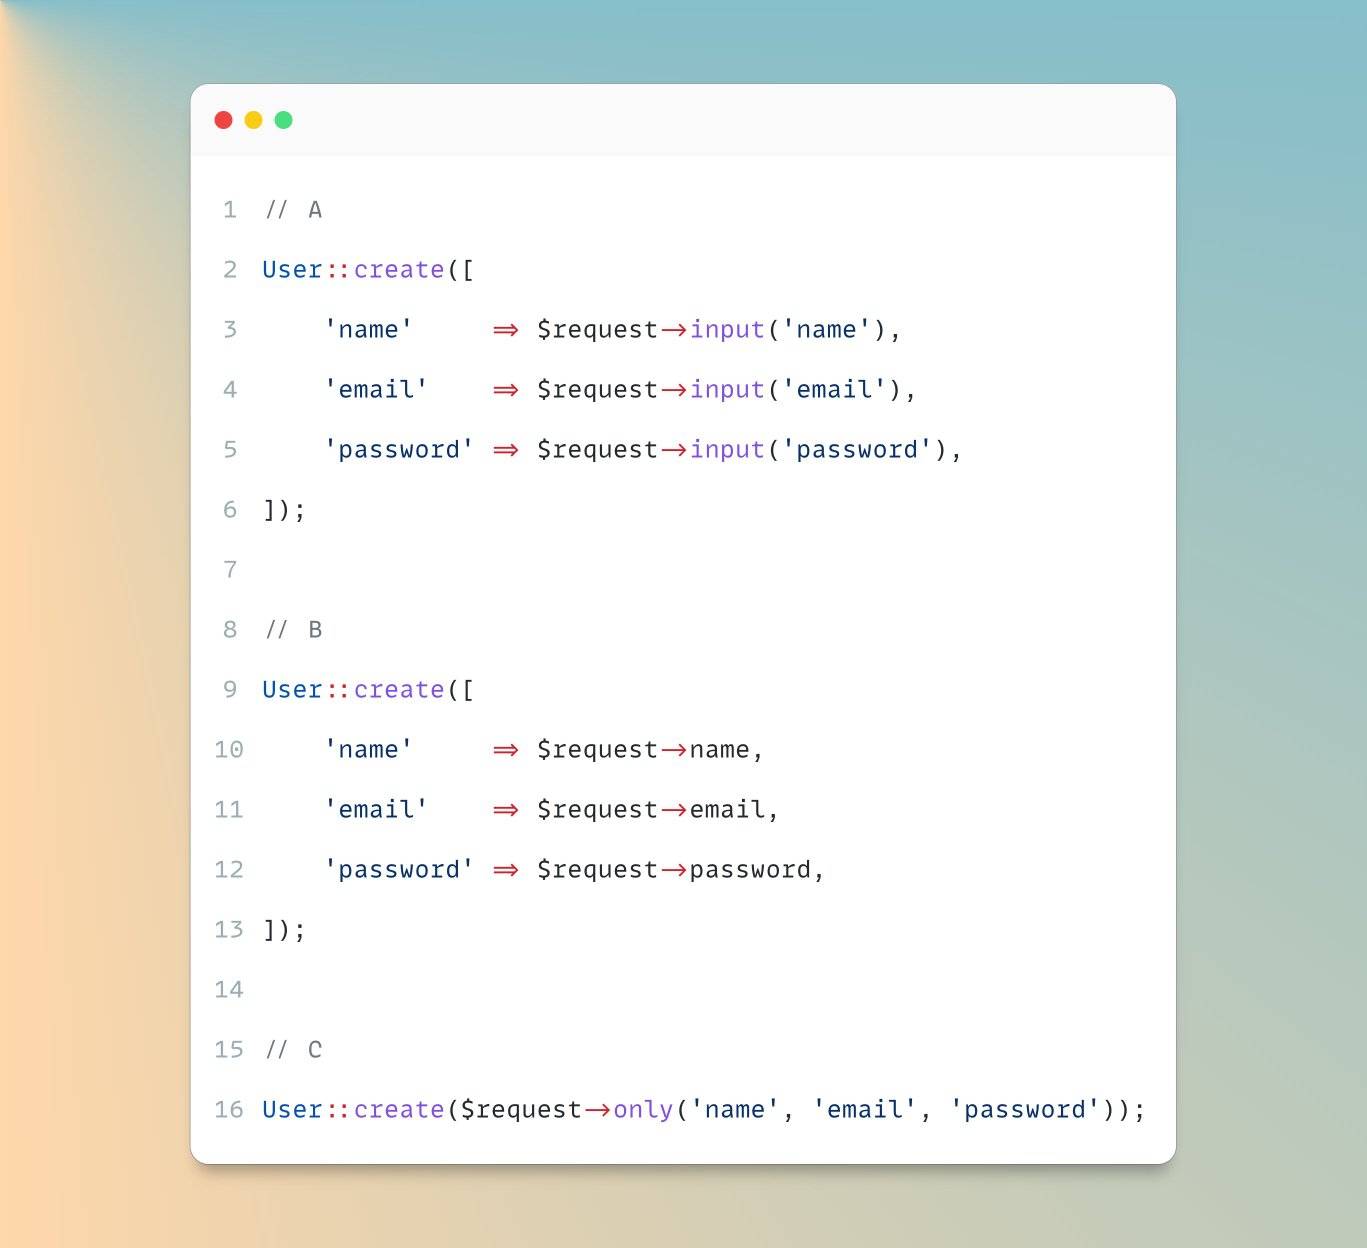 1 // A
2 User::create([
3     'name'     => $request->input('name'),
4     'email'    => $request->input('email'),
5     'password' => $request->input('password'),
6 ]);
7
8 // B
9 User::create([
10     'name'     => $request->name,
11     'email'    => $request->email,
12     'password' => $request->password,
13 ]);
14
15 // C
16 User::create($request->only('name', 'email', 'password'));